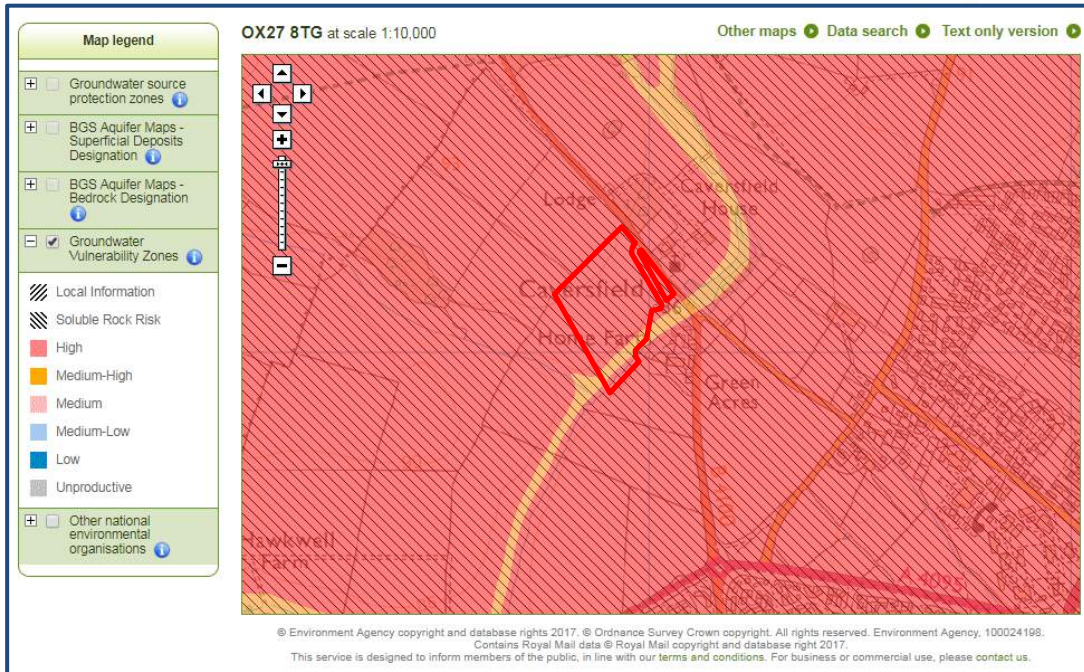 Map legend
OX27 8TG at scale 1:10,000
Other maps
Data search
Text only version
Groundwater source
protection zones
BGS Aquifer Maps -
Superficial Deposits
Designation
BGS Aquifer Maps -
Bedrock Designation
Groundwater
Vulnerability Zones
Local Information
Soluble Rock Risk
High
Medium-High
Medium
Medium-Low
Low
Unproductive
Other national
environmental
organisations
Lodge
Caversfield
House
Caversfield
Home Farm
Green
Acres
B 4100
Hawkwell
Farm
A 4095
© Environment Agency copyright and database rights 2017. © Ordnance Survey Crown copyright. All rights reserved. Environment Agency, 100024198.
Contains Royal Mail data © Royal Mail copyright and database right 2017.
This service is designed to inform members of the public, in line with our terms and conditions. For business or commercial use, please contact us.